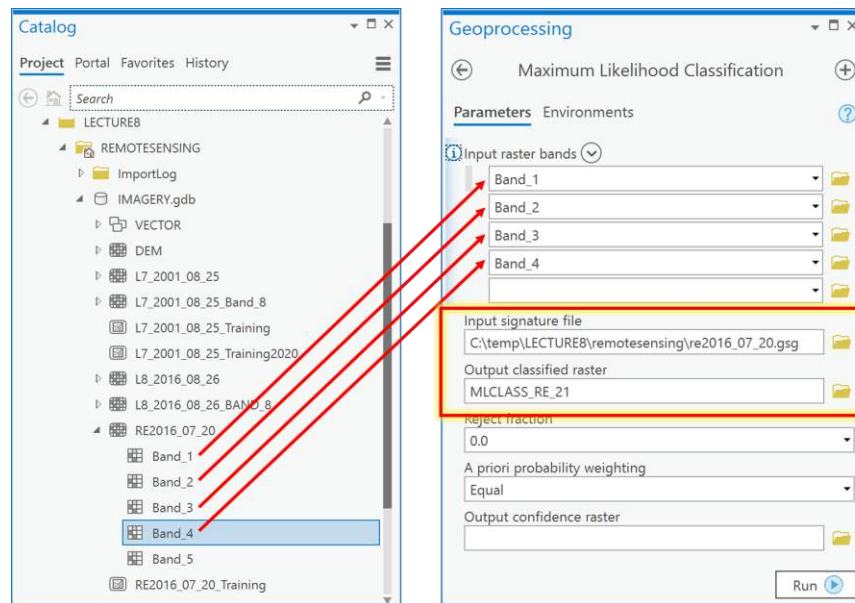 Catalog
Project Portal Favorites History
Search
LECTURE8
REMOTESENSING
ImportLog
IMAGERY.gdb
VECTOR
DEM
L7_2001_08_25
L7_2001_08_25_Band_8
L7_2001_08_25_Training
L7_2001_08_25_Training2020
L8_2016_08_26
L8_2016_08_26_BAND_8
RE2016_07_20
Band_1
Band_2
Band_3
Band_4
Band_5
RE2016_07_20_Training
Geoprocessing
Maximum Likelihood Classification
Parameters Environments
Input raster bands
Band_1
Band_2
Band_3
Band_4
Input signature file
C:\temp\LECTURE8\remotesensing\re2016_07_20.gsg
Output classified raster
MLCLASS_RE_21
Reject fraction
0.0
A priori probability weighting
Equal
Output confidence raster
Run